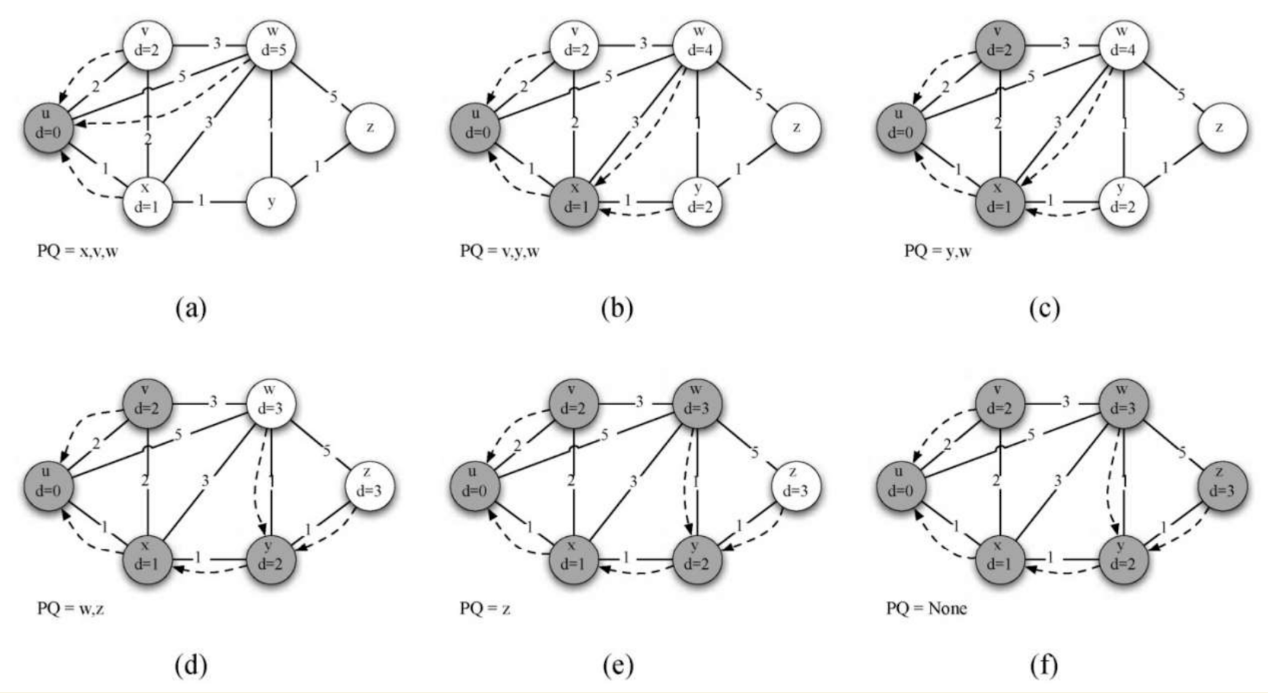 v
d=2
3
w
d=5
2
5
5
u
d=0
2
3
1
z
1
1
x
d=1
1
y
PQ = x,v,w
(a)
v
d=2
3
w
d=4
2
5
5
u
d=0
2
3
1
z
1
1
x
d=1
1
y
d=2
PQ = v,y,w
(b)
v
d=2
3
w
d=4
2
5
5
u
d=0
2
3
1
z
1
1
x
d=1
1
y
d=2
PQ = y,w
(c)
v
d=2
3
w
d=3
2
5
5
u
d=0
2
3
1
z
d=3
1
1
x
d=1
1
y
d=2
PQ = w,z
(d)
v
d=2
3
w
d=3
2
5
5
u
d=0
2
3
1
z
d=3
1
1
x
d=1
1
y
d=2
PQ = z
(e)
v
d=2
3
w
d=3
2
5
5
u
d=0
2
3
1
z
d=3
1
1
x
d=1
1
y
d=2
PQ = None
(f)